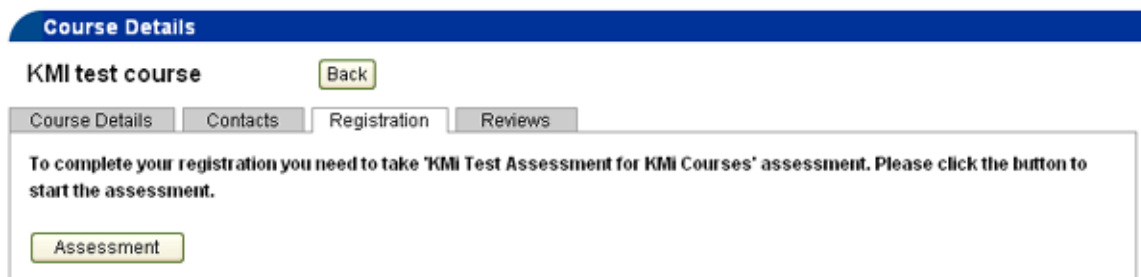 Course Details
KMI test course Back
Course Details Contacts Registration Reviews
To complete your registration you need to take 'KMi Test Assessment for KMi Courses' assessment. Please click the button to
start the assessment.
Assessment